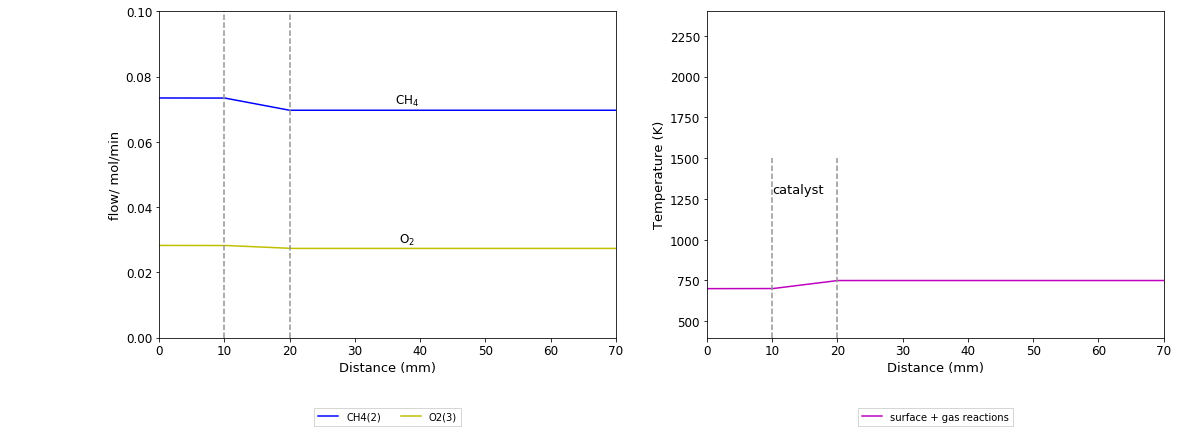 0.10
0.08
0.06
0.04
0.02
0.00
flow/ mol/min
CH₄
O₂
0 10 20 30 40 50 60 70
Distance (mm)
CH4(2) O2(3)
2250
2000
1750
1500
1250
1000
750
500
Temperature (K)
catalyst
0 10 20 30 40 50 60 70
Distance (mm)
surface + gas reactions